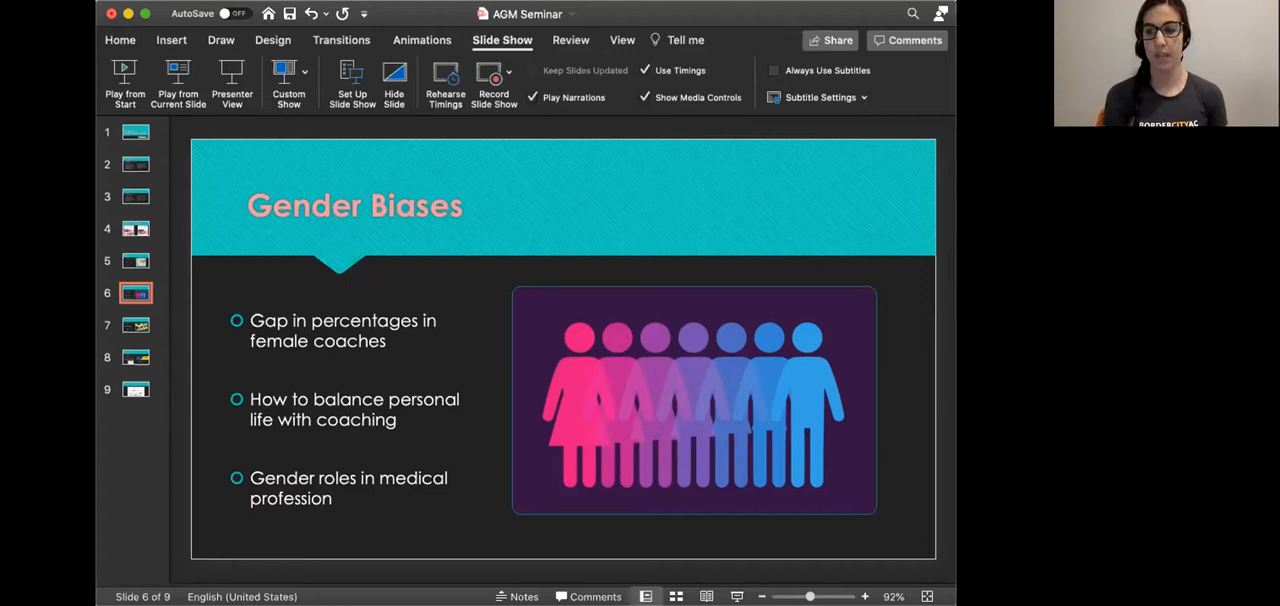 AutoSave OFF
AGM Seminar
Home Insert Draw Design Transitions Animations Slide Show Review View Tell me Share Comments
Play from Start
Play from Current Slide
Presenter View
Custom Show
Set Up Slide Show
Hide Slide
Rehearse Timings
Record Slide Show
Keep Slides Updated
Use Timings
Play Narrations
Show Media Controls
Always Use Subtitles
Subtitle Settings
1
2
3
4
5
6
7
8
9
Gender Biases
Gap in percentages in
female coaches
How to balance personal
life with coaching
Gender roles in medical
profession
BORDERCITYAC
Slide 6 of 9 English (United States) Notes Comments 92%